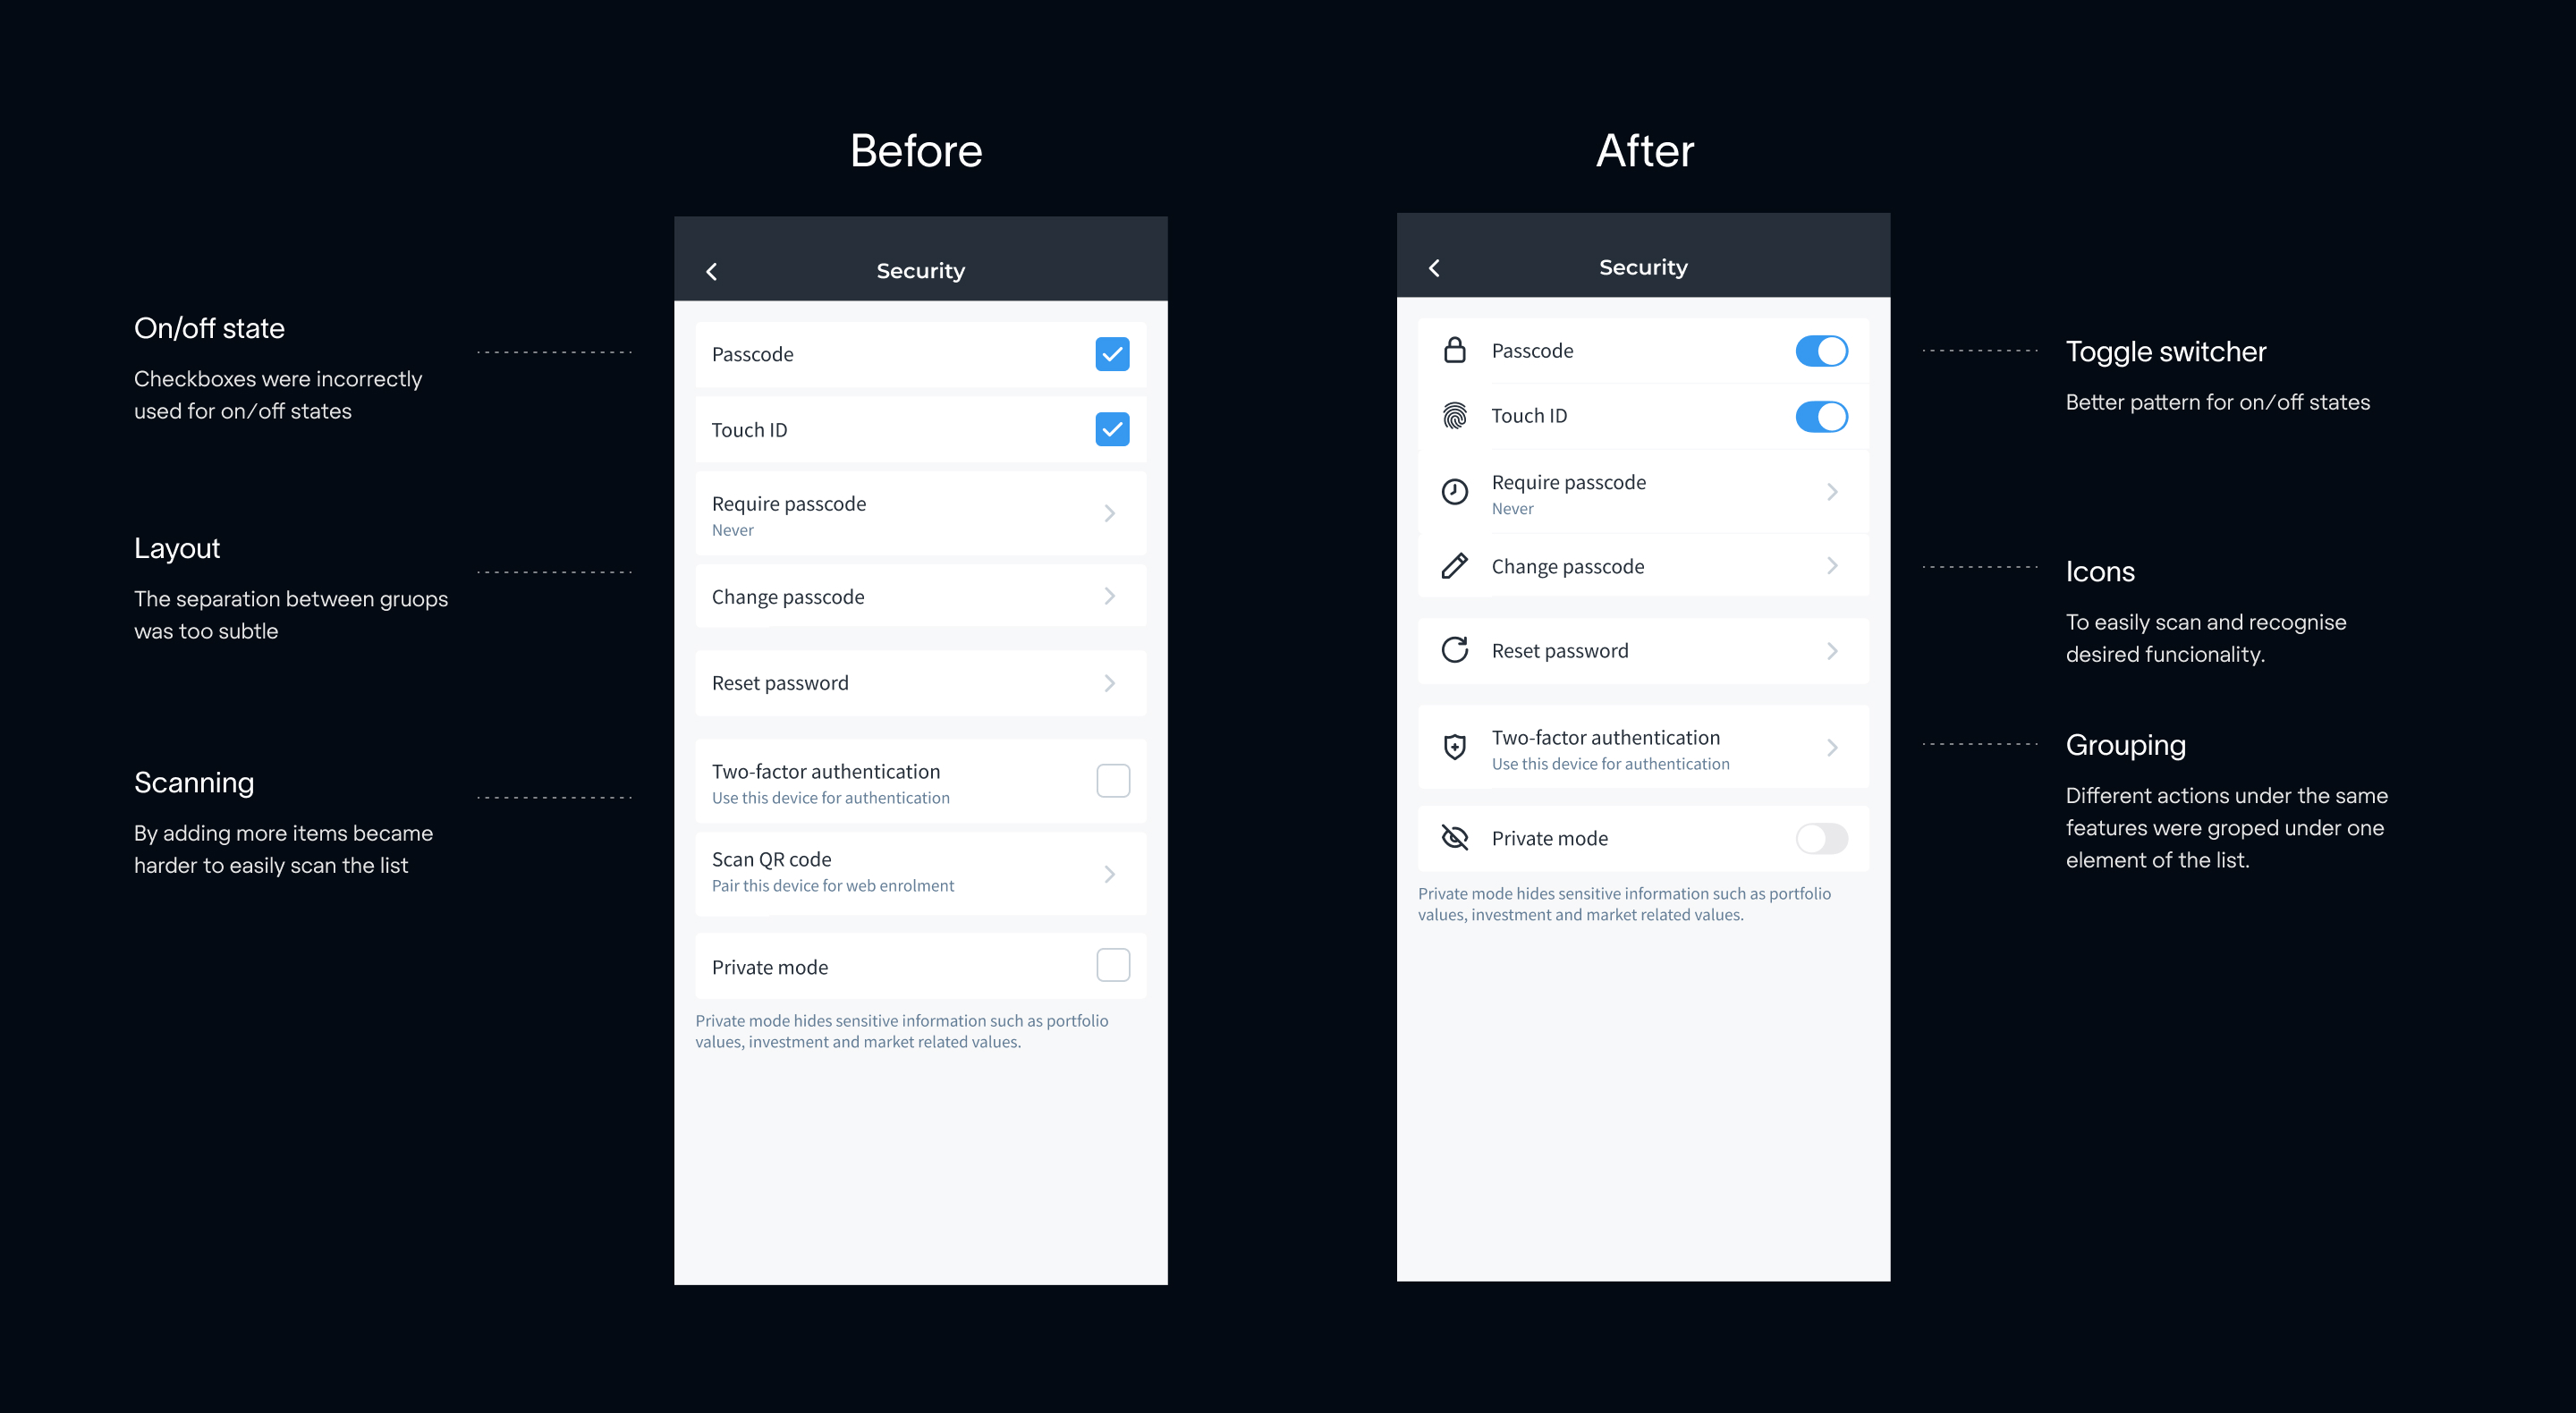 Before
After
On/off state
Checkboxes were incorrectly
used for on/off states
Layout
The separation between gruops
was too subtle
Scanning
By adding more items became
harder to easily scan the list
Security
Passcode
Touch ID
Require passcode
Never
Change passcode
Reset password
Two-factor authentication
Use this device for authentication
Scan QR code
Pair this device for web enrolment
Private mode
Private mode hides sensitive information such as portfolio
values, investment and market related values.
Security
Passcode
Touch ID
Require passcode
Never
Change passcode
Reset password
Two-factor authentication
Use this device for authentication
Private mode
Private mode hides sensitive information such as portfolio
values, investment and market related values.
Toggle switcher
Better pattern for on/off states
Icons
To easily scan and recognise
desired funcionality.
Grouping
Different actions under the same
features were groped under one
element of the list.